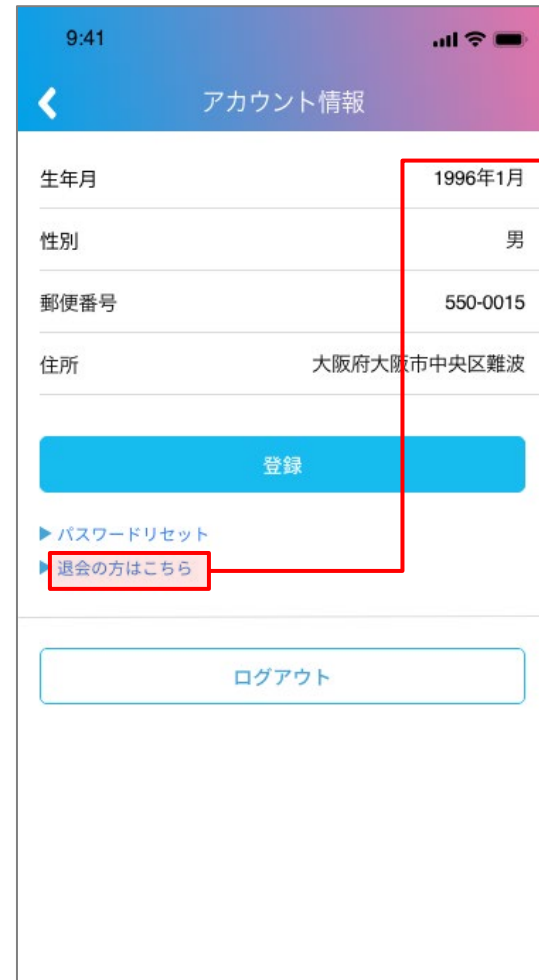 9:41
アカウント情報
生年月 1996年1月
性別 男
郵便番号 550-0015
住所 大阪府大阪市中央区難波
登録
パスワードリセット
退会の方はこちら
ログアウト